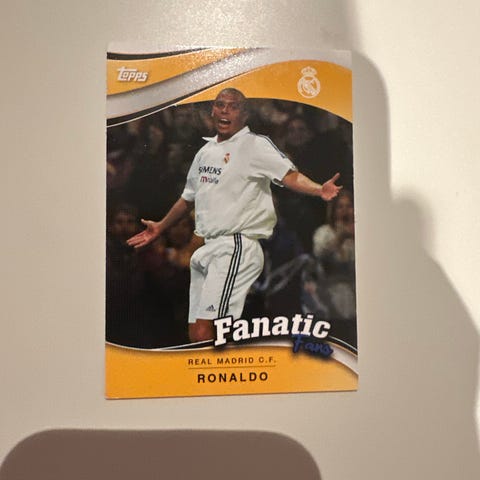 topps
SIEMENS
mobile
Fanatic
Fans
REAL MADRID C.F.
RONALDO